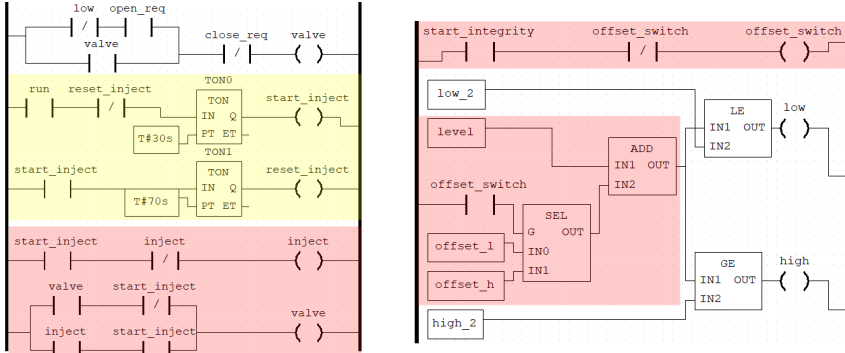 low open_req
/
valve close_req valve
/
TON0
run reset_inject TON start_inject
/ IN Q
T#30s PT ET
TON1
start_inject TON reset_inject
IN Q
T#70s PT ET
start_inject inject inject
/
valve start_inject
/
valve
inject start_inject
start_integrity offset_switch offset_switch
/
low_2
LE low
level IN1 OUT
IN2
ADD
IN1 OUT
IN2
offset_switch
SEL
G OUT
offset_l IN0
offset_h IN1
GE high
IN1 OUT
IN2
high_2